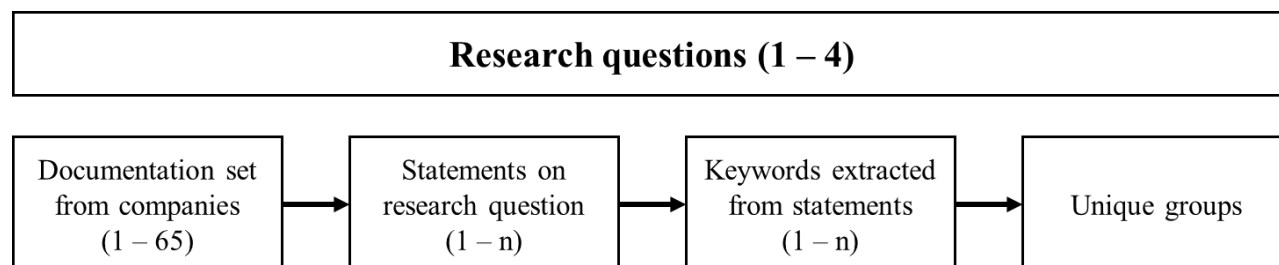 Research questions (1 – 4)
Documentation set
from companies
(1 – 65)
Statements on
research question
(1 – n)
Keywords extracted
from statements
(1 – n)
Unique groups